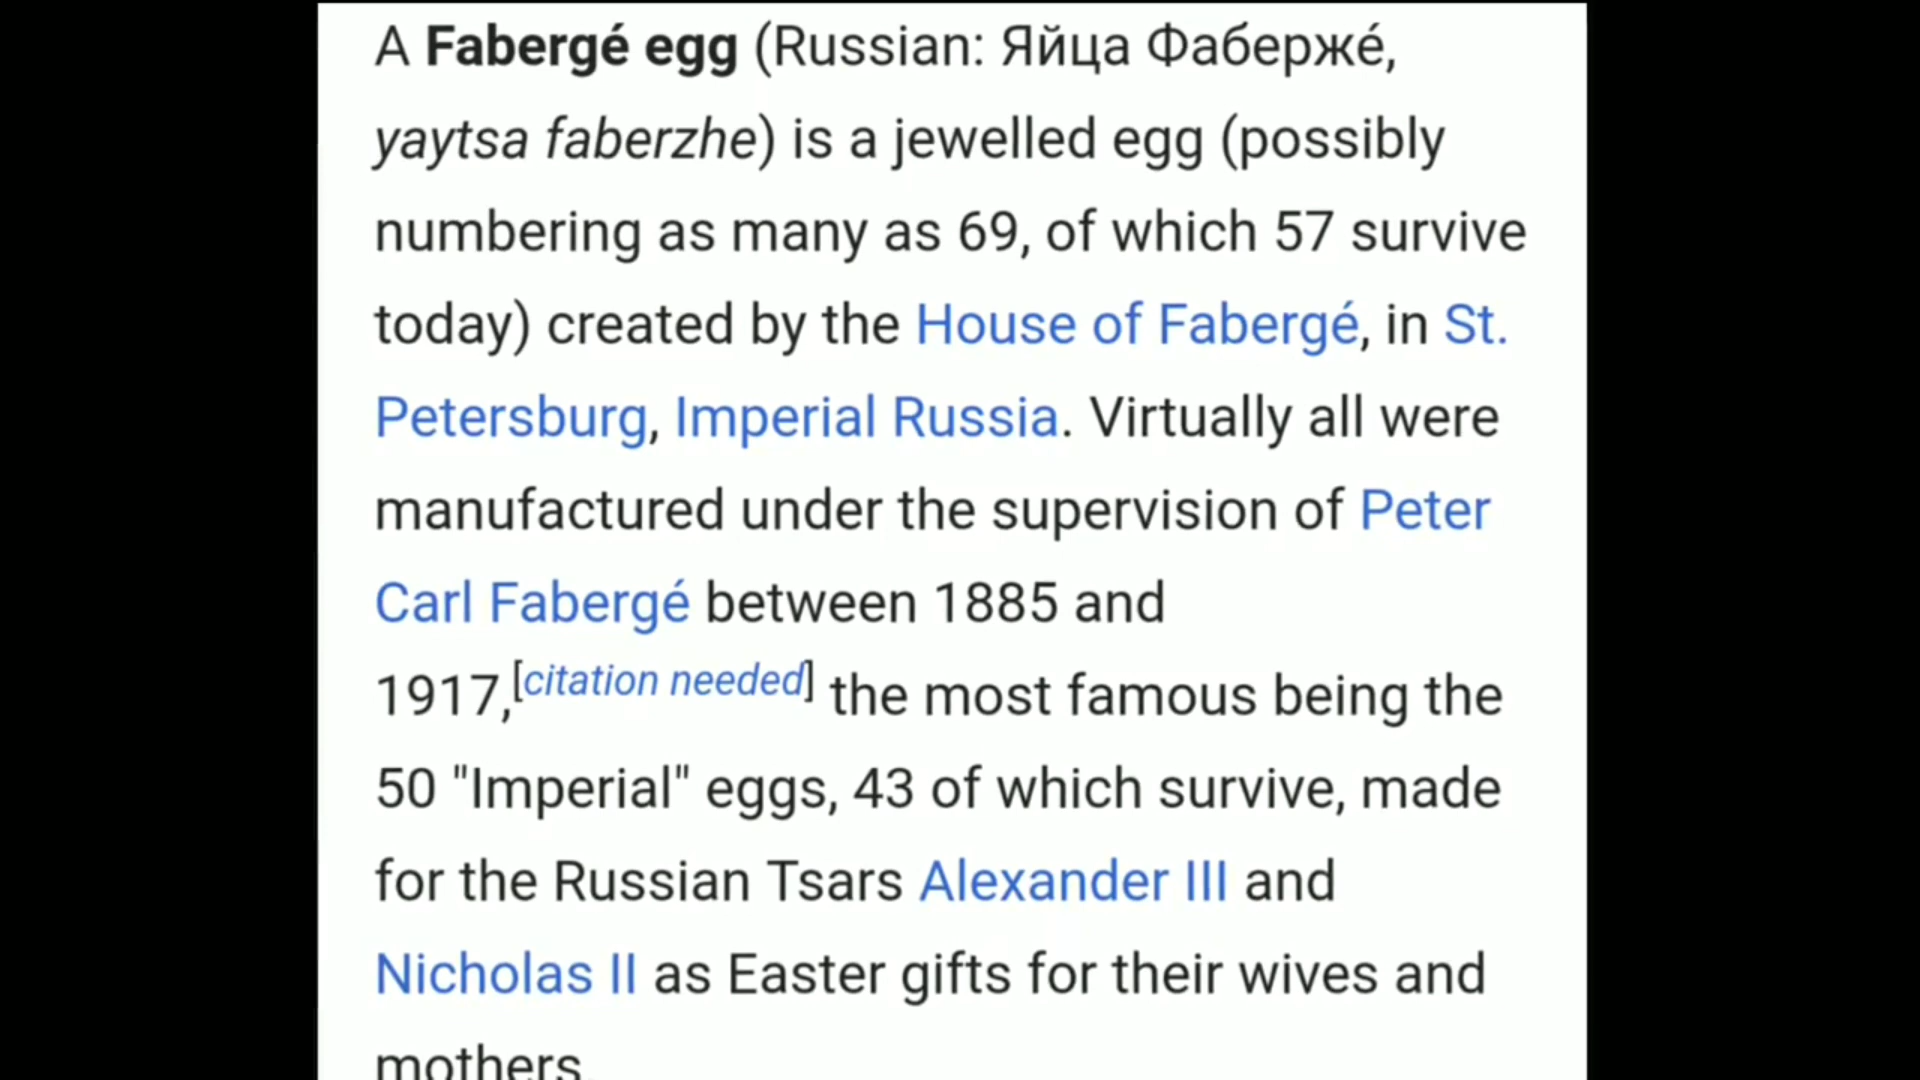 A Fabergé egg (Russian: Яйца Фаберже́,
yaytsa faberzhe) is a jewelled egg (possibly
numbering as many as 69, of which 57 survive
today) created by the House of Fabergé, in St.
Petersburg, Imperial Russia. Virtually all were
manufactured under the supervision of Peter
Carl Fabergé between 1885 and
1917,[citation needed] the most famous being the
50 "Imperial" eggs, 43 of which survive, made
for the Russian Tsars Alexander III and
Nicholas II as Easter gifts for their wives and
mothers.